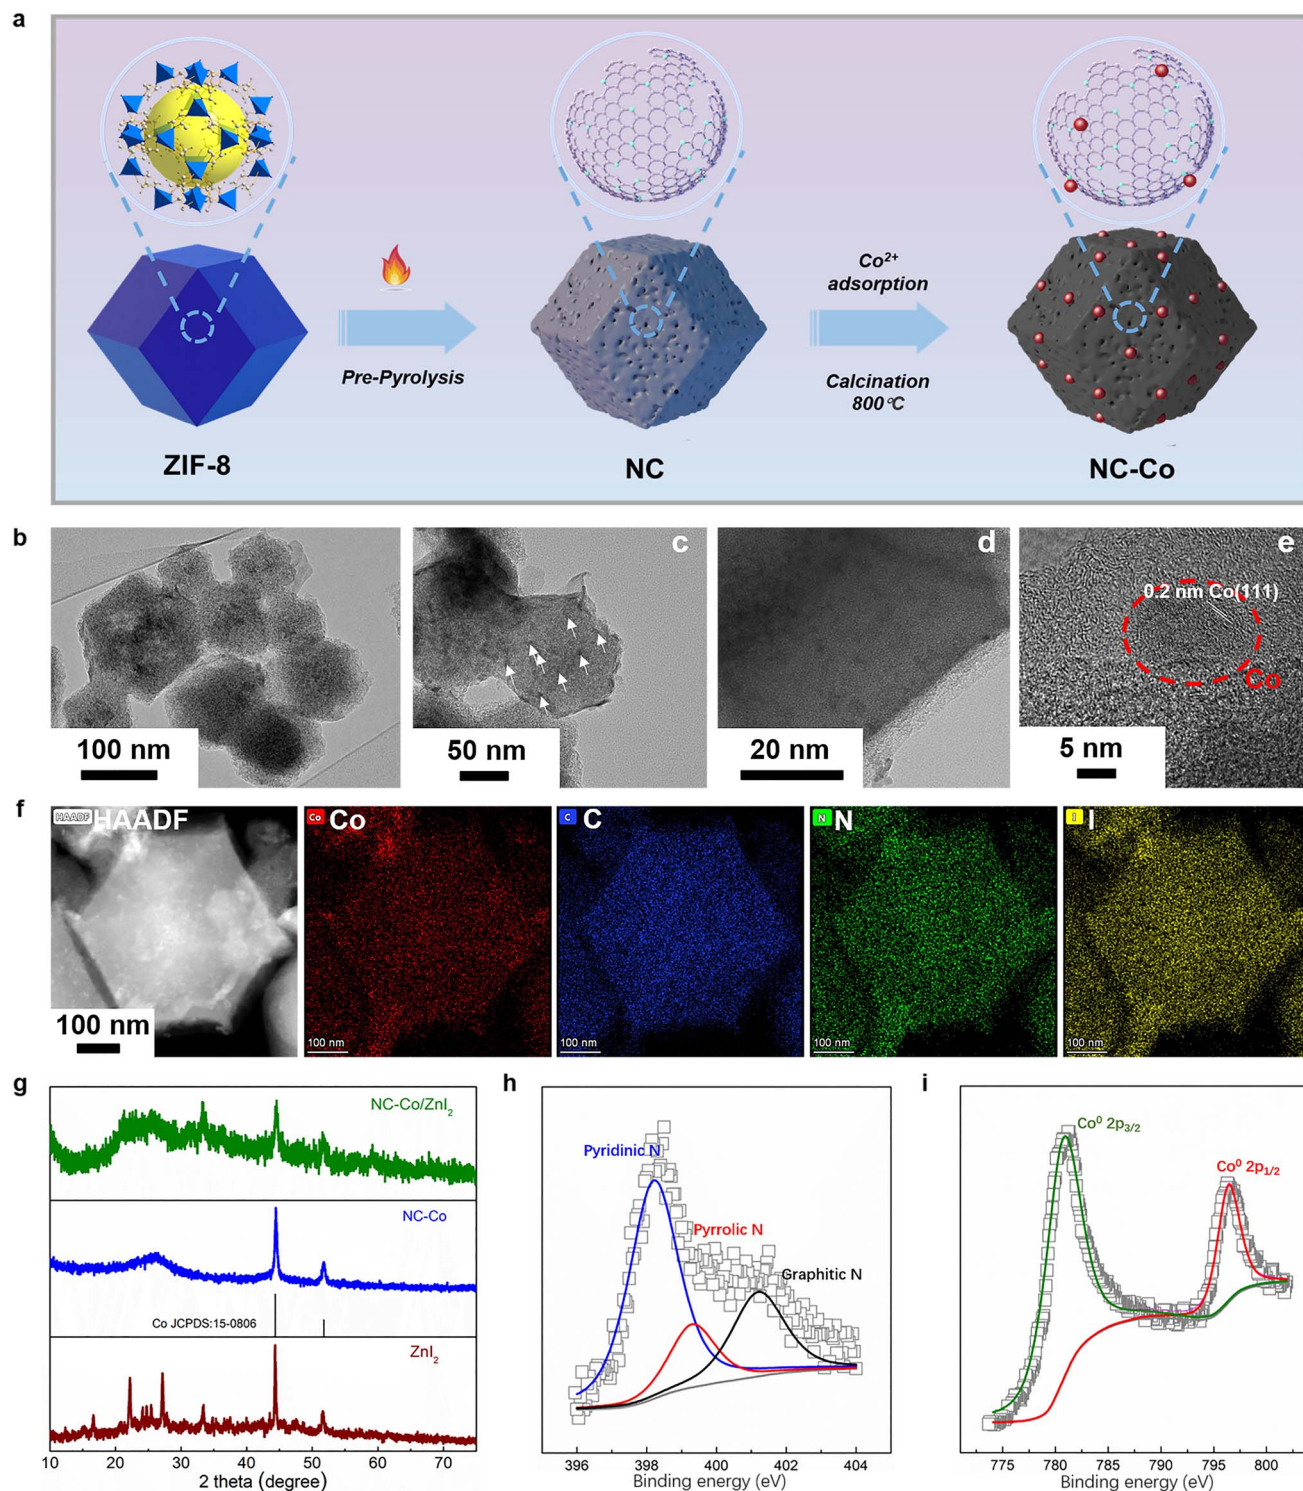 a
ZIF-8
Pre-Pyrolysis
NC
Co²⁺
adsorption
Calcination
800°C
NC-Co
b
100 nm
c
50 nm
d
20 nm
e
0.2 nm Co(111)
Co
5 nm
f
HAADF
HAADF
100 nm
Co
Co
100 nm
C
C
100 nm
N
N
100 nm
I
I
100 nm
g
NC-Co/ZnI₂
NC-Co
Co JCPDS:15-0806
ZnI₂
10 20 30 40 50 60 70
2 theta (degree)
h
Pyridinic N
Pyrrolic N
Graphitic N
396 398 400 402 404
Binding energy (eV)
i
Co⁰ 2p₃/₂
Co⁰ 2p₁/₂
775 780 785 790 795 800
Binding energy (eV)